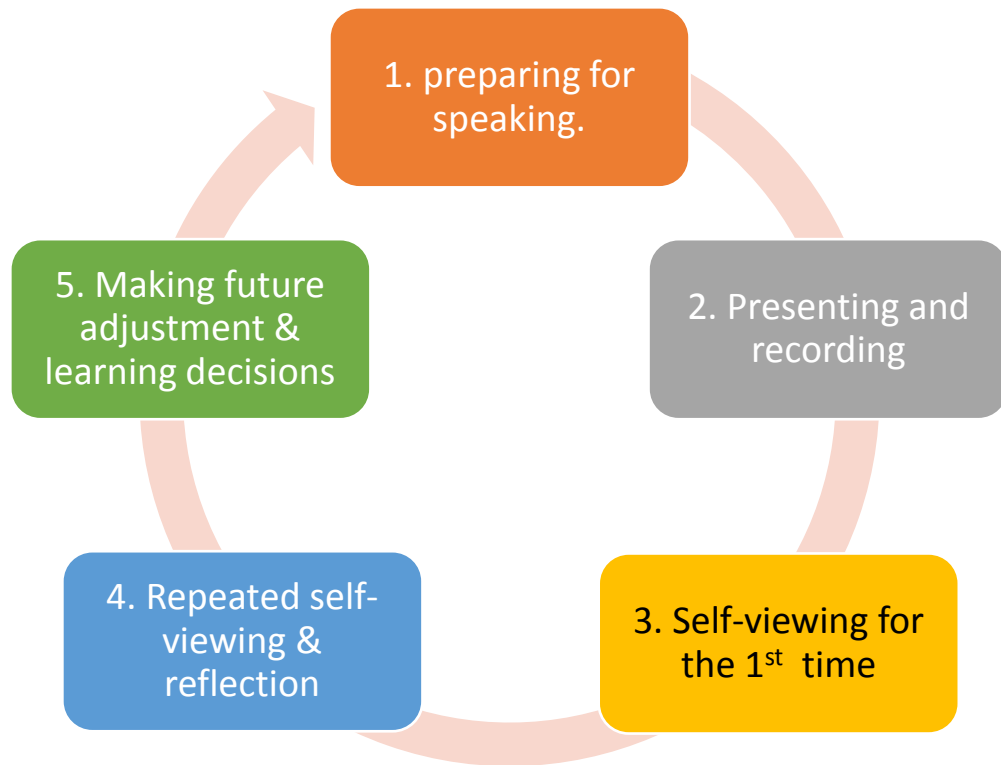 1. preparing for
speaking.
2. Presenting and
recording
3. Self-viewing for
the 1st time
4. Repeated self-
viewing &
reflection
5. Making future
adjustment &
learning decisions